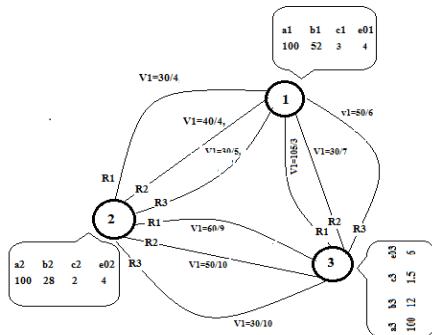 a1 b1 c1 e01
100 52 3 4
1
V1=30/4
V1=40/4,
V1=30/5,
V1=105/3
V1=30/7
v1=50/6
R1
R2
R3
R1
R2
R3
2
R1
R2
R3
V1=60/9
V1=50/10
V1=30/10
3
a2 b2 c2 e02
100 28 2 4
a3 b3 c3 e03
100 12 1.5 6